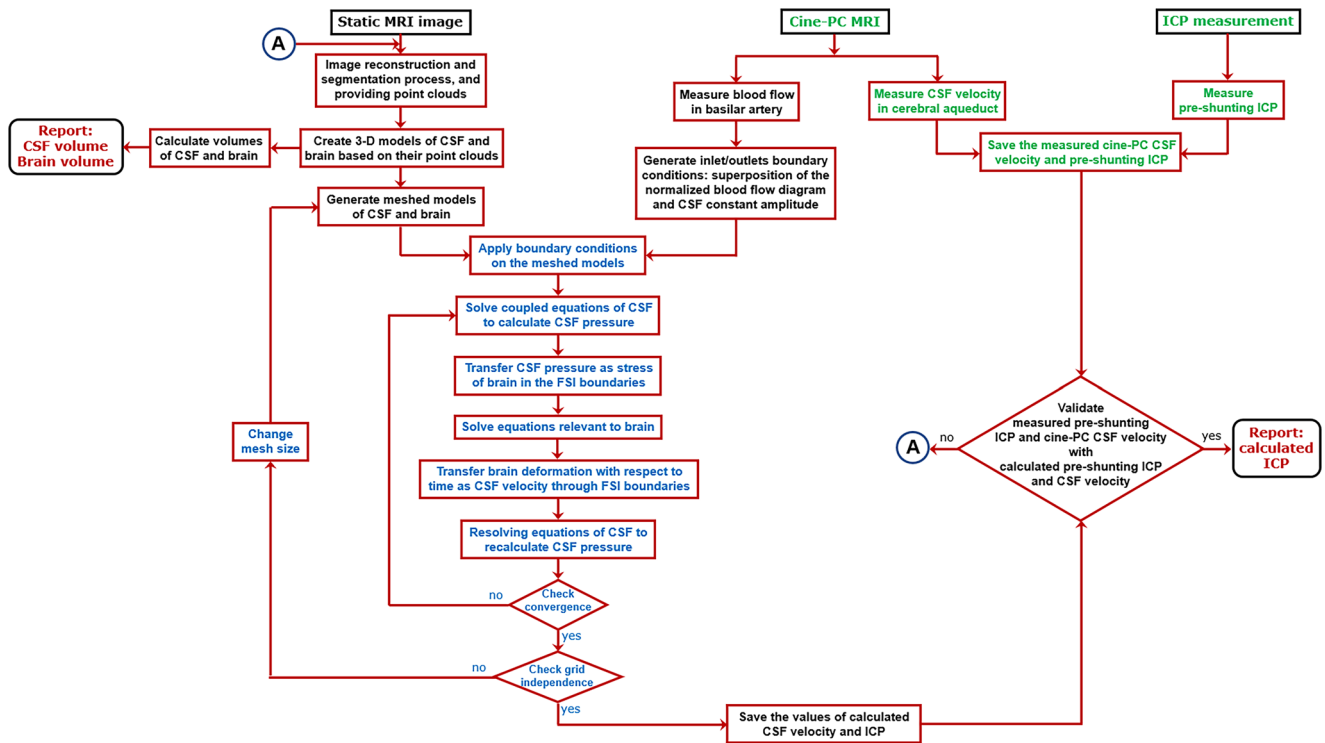 Static MRI image
Cine-PC MRI
ICP measurement
A
Image reconstruction and
segmentation process, and
providing point clouds
Measure blood flow
in basilar artery
Measure CSF velocity
in cerebral aqueduct
Measure
pre-shunting ICP
Report:
CSF volume
Brain volume
Calculate volumes
of CSF and brain
Create 3-D models of CSF and
brain based on their point clouds
Generate inlet/outlets boundary
conditions: superposition of the
normalized blood flow diagram
and CSF constant amplitude
Save the measured cine-PC CSF
velocity and pre-shunting ICP
Generate meshed models
of CSF and brain
Apply boundary conditions
on the meshed models
Solve coupled equations of CSF
to calculate CSF pressure
Transfer CSF pressure as stress
of brain in the FSI boundaries
Solve equations relevant to brain
Transfer brain deformation with respect to
time as CSF velocity through FSI boundaries
Resolving equations of CSF to
recalculate CSF pressure
Change
mesh size
no
Check
convergence
yes
no
Check grid
independence
yes
Save the values of calculated
CSF velocity and ICP
Validate
measured pre-shunting
ICP and cine-PC CSF velocity
with
calculated pre-shunting ICP
and CSF velocity
no
A
yes
Report:
calculated
ICP